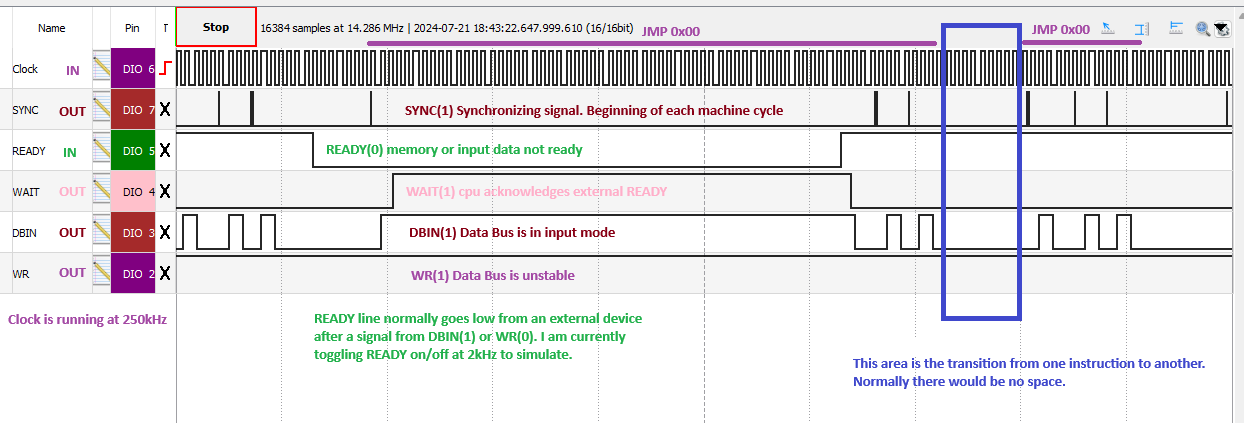 Name Pin T Stop 16384 samples at 14.286 MHz | 2024-07-21 18:43:22.647.999.610 (16/16bit) JMP 0x00 JMP 0x00
Clock IN DIO 6
SYNC OUT DIO 7 X SYNC(1) Synchronizing signal. Beginning of each machine cycle
READY IN DIO 5 X READY(0) memory or input data not ready
WAIT OUT DIO 4 X WAIT(1) cpu acknowledges external READY
DBIN OUT DIO 3 X DBIN(1) Data Bus is in input mode
WR OUT DIO 2 X WR(1) Data Bus is unstable
Clock is running at 250kHz
READY line normally goes low from an external device
after a signal from DBIN(1) or WR(0). I am currently
toggling READY on/off at 2kHz to simulate.
This area is the transition from one instruction to another.
Normally there would be no space.